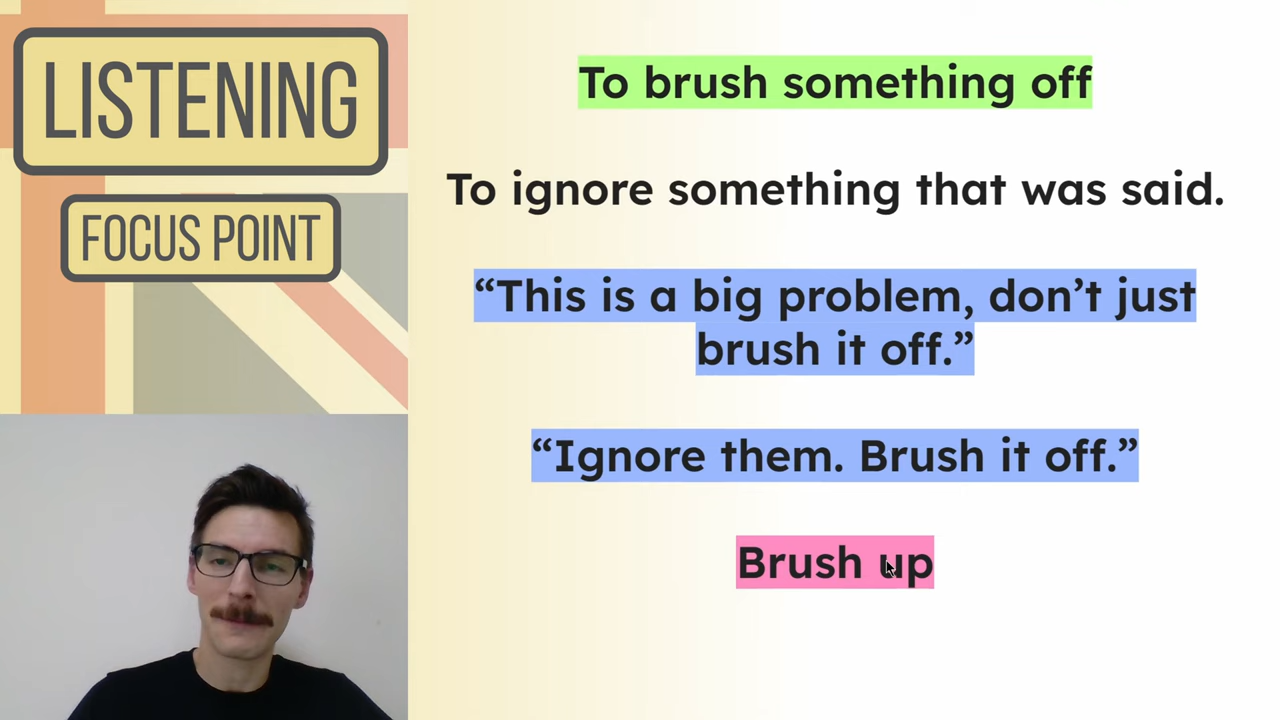 LISTENING
FOCUS POINT
To brush something off
To ignore something that was said.
“This is a big problem, don’t just
brush it off.”
“Ignore them. Brush it off.”
Brush up